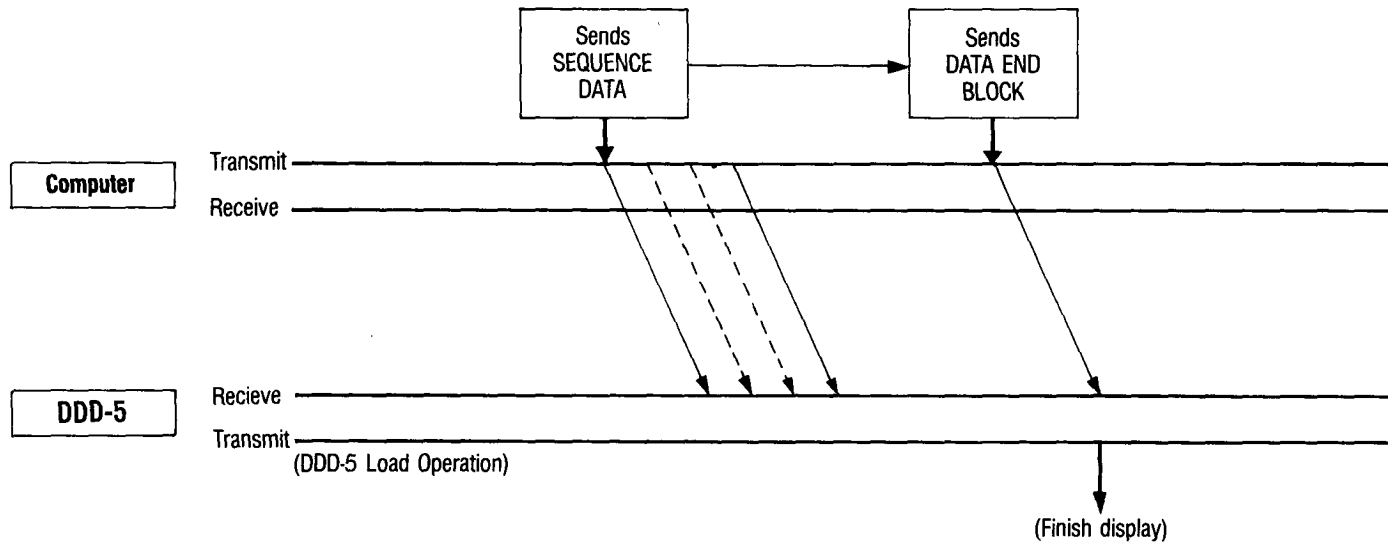 Sends
SEQUENCE
DATA
Sends
DATA END
BLOCK
Computer
Transmit
Receive
DDD-5
Recieve
Transmit
(DDD-5 Load Operation)
(Finish display)